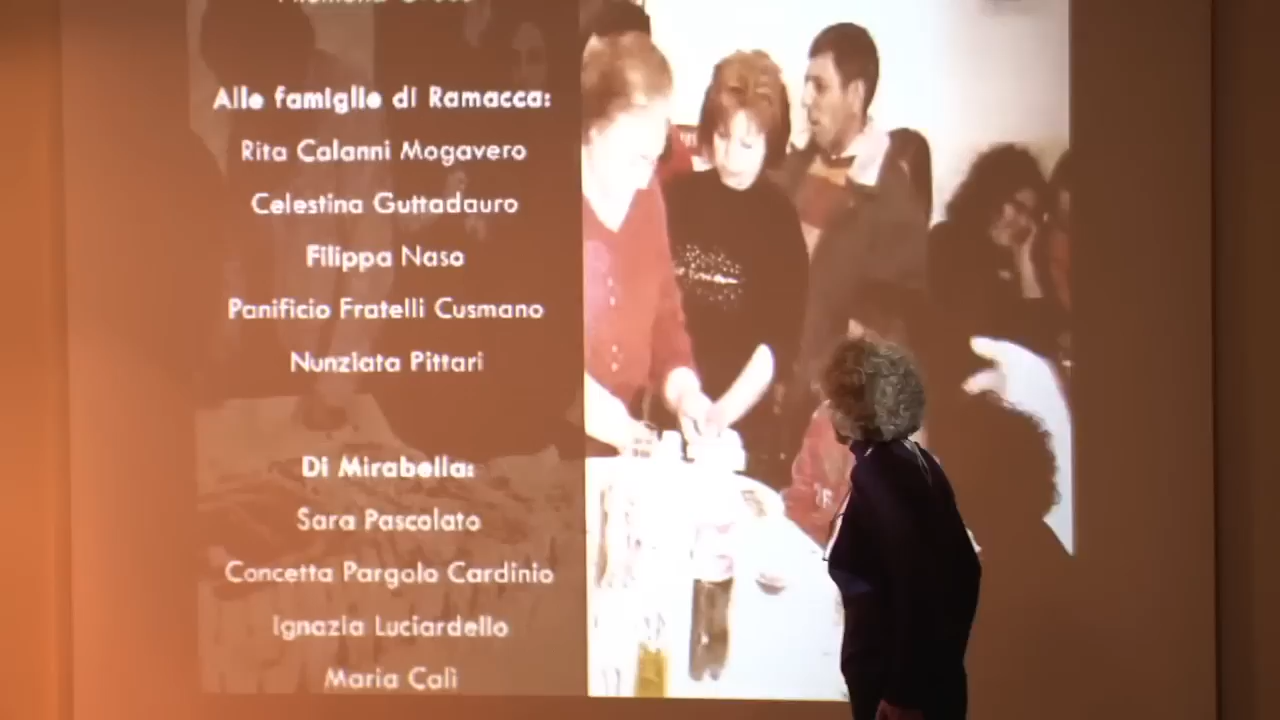 Alle famiglie di Ramacca:
Rita Calanni Mogavero
Celestina Guttadauro
Filippa Naso
Panificio Fratelli Cusmano
Nunziata Pittari
Di Mirabella:
Sara Pascolato
Concetta Pargolo Cardinio
Ignazia Luciardello
Maria Calì